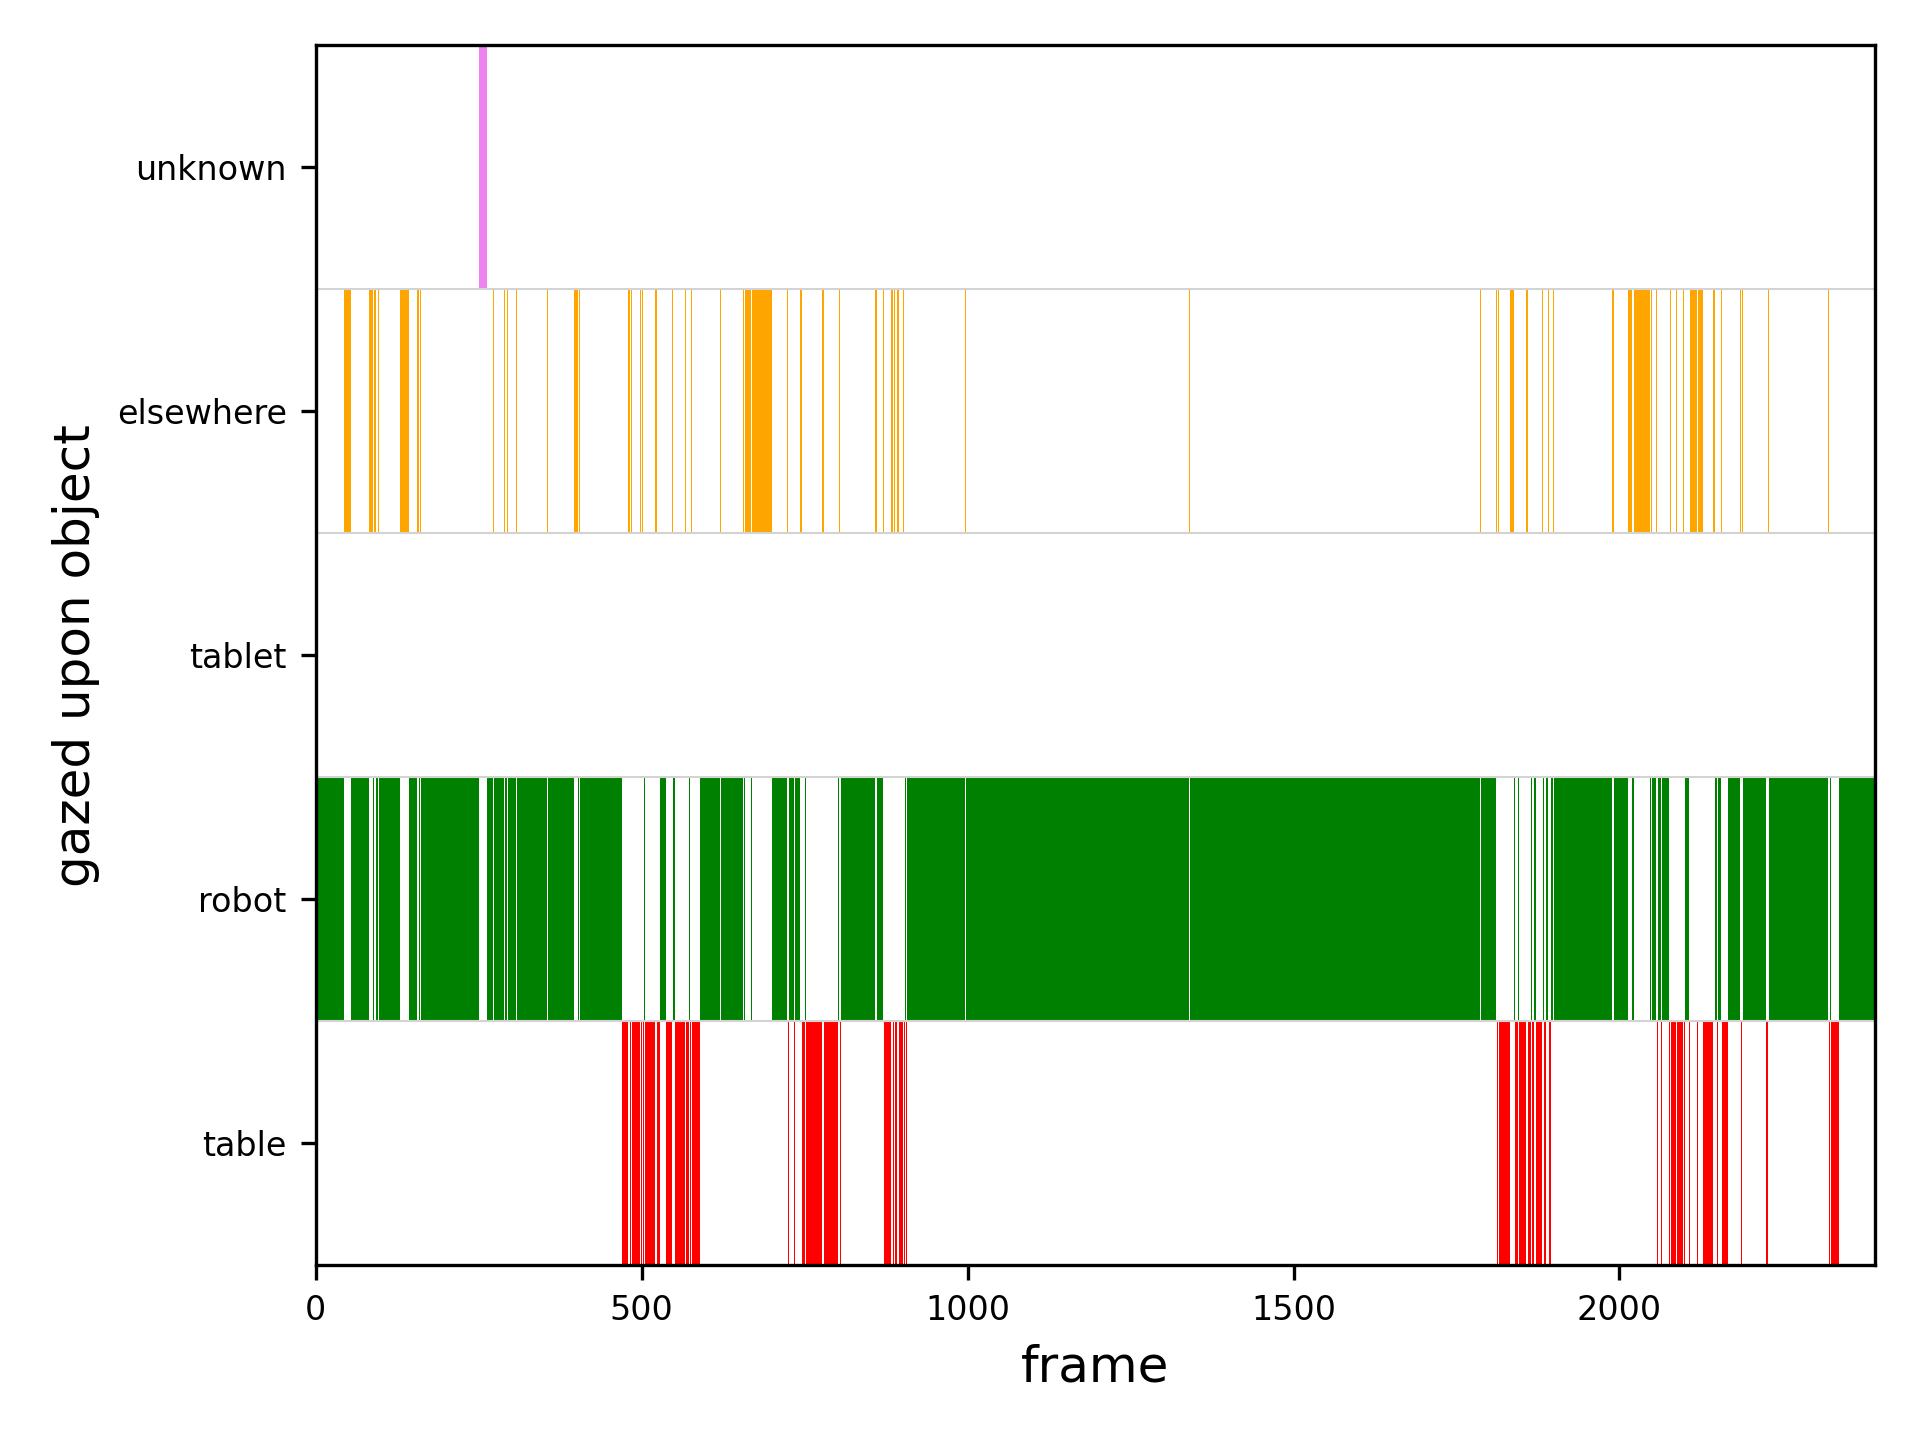 unknown
elsewhere
tablet
robot
table
gazed upon object
0 500 1000 1500 2000
frame